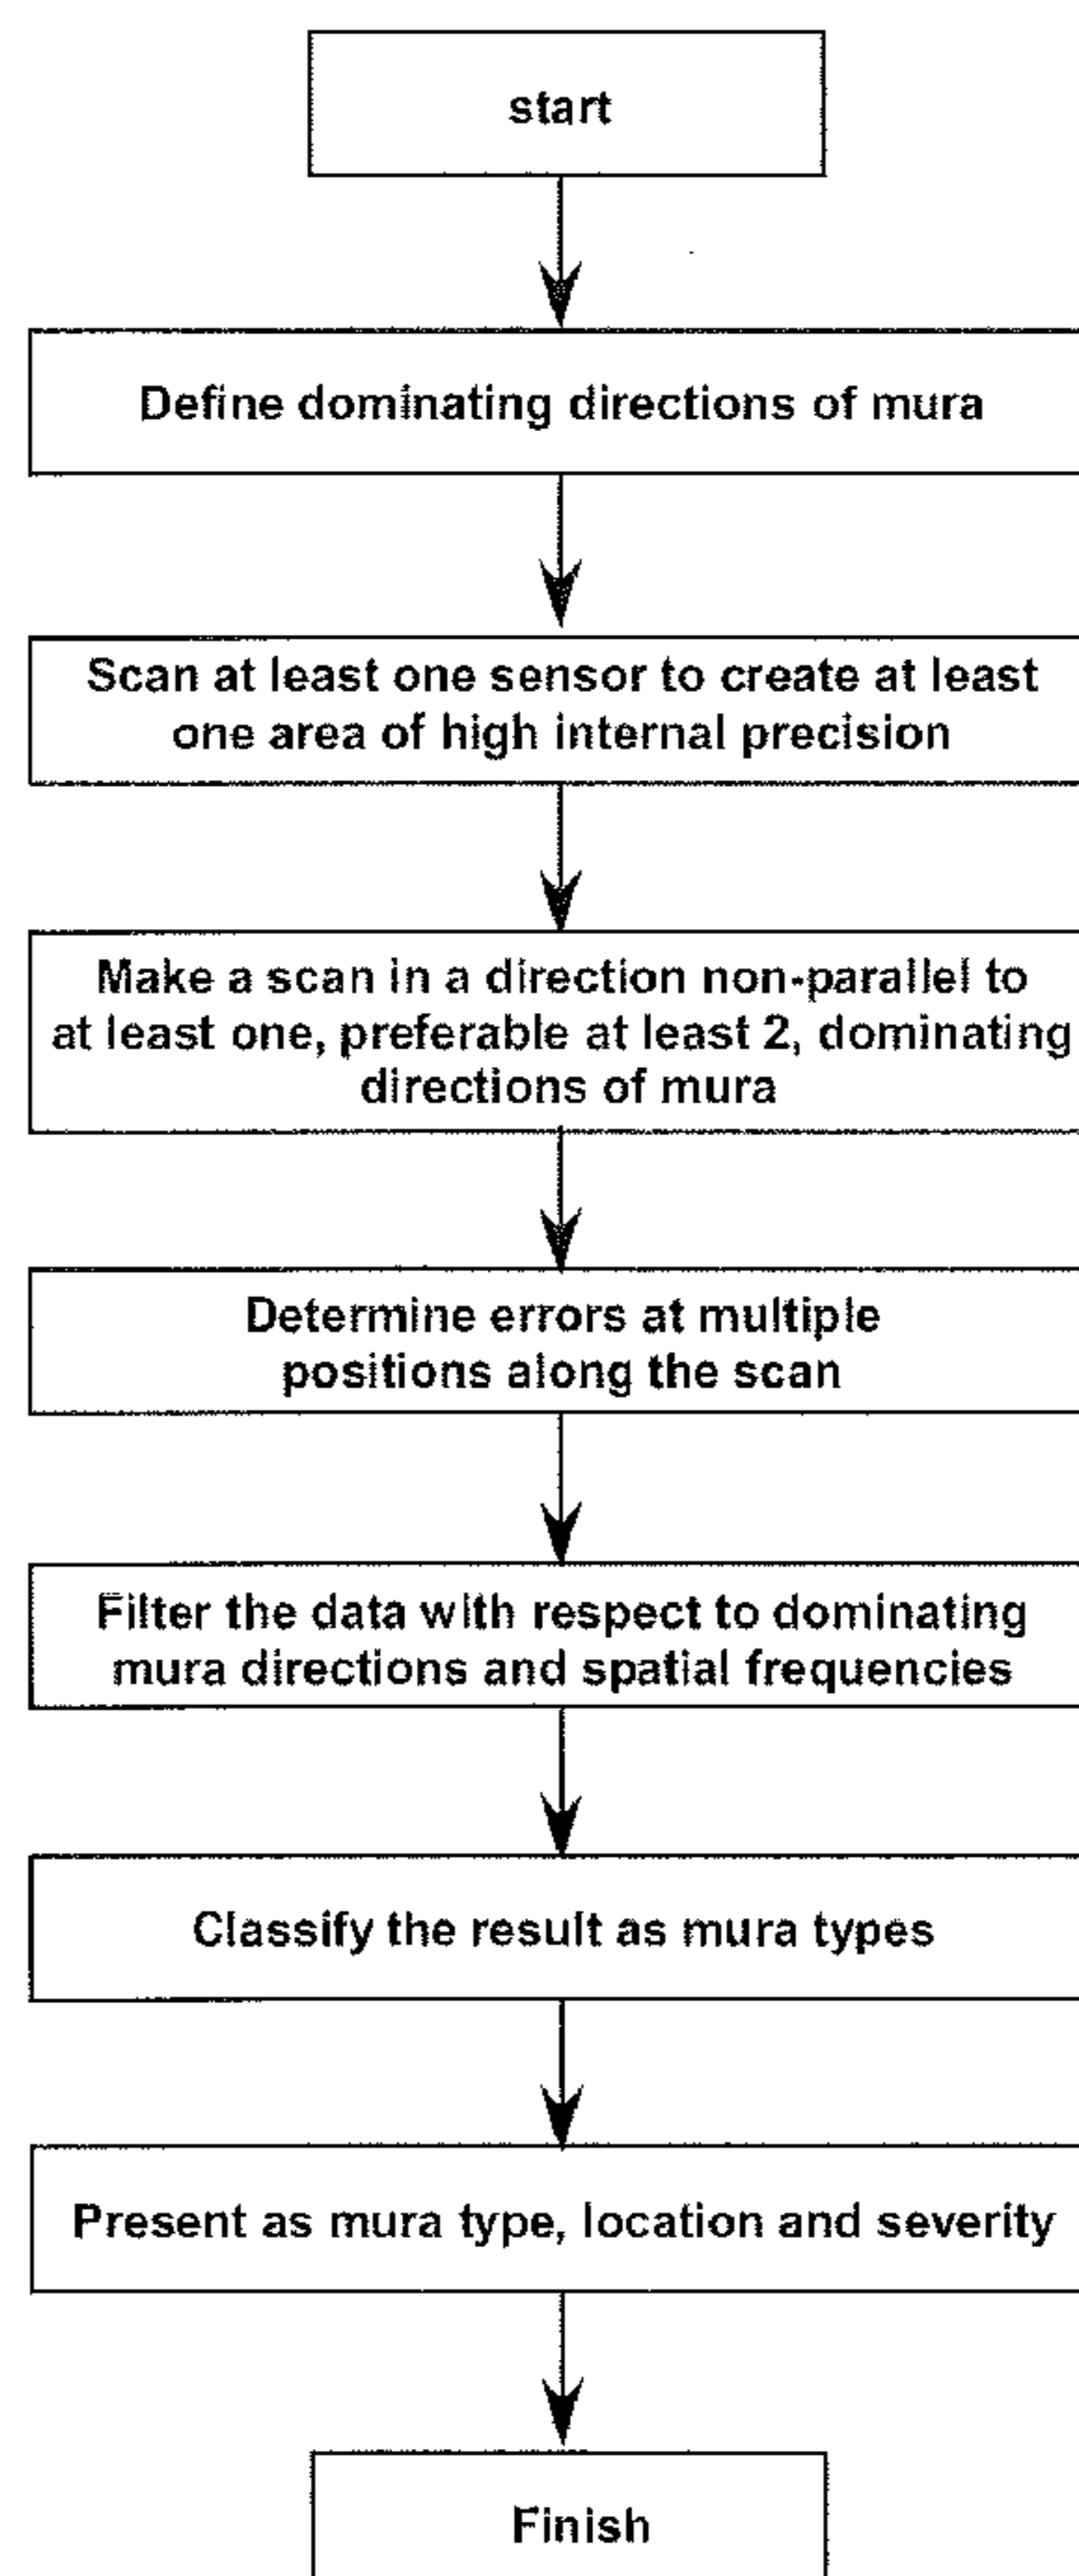 start
Define dominating directions of mura
Scan at least one sensor to create at least
one area of high internal precision
Make a scan in a direction non-parallel to
at least one, preferable at least 2, dominating
directions of mura
Determine errors at multiple
positions along the scan
Filter the data with respect to dominating
mura directions and spatial frequencies
Classify the result as mura types
Present as mura type, location and severity
Finish